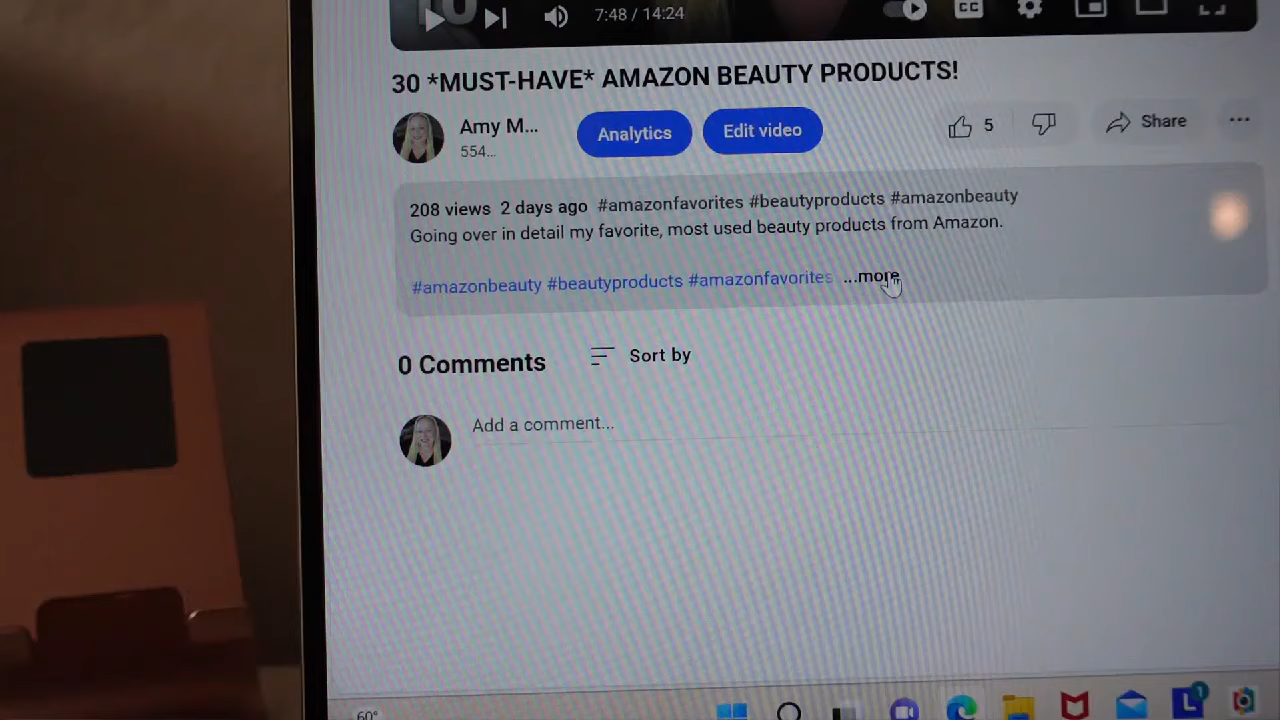 7:48 / 14:24
CC
30 *MUST-HAVE* AMAZON BEAUTY PRODUCTS!
Amy M...
554...
Analytics
Edit video
5
Share
208 views 2 days ago #amazonfavorites #beautyproducts #amazonbeauty
Going over in detail my favorite, most used beauty products from Amazon.
#amazonbeauty #beautyproducts #amazonfavorites ...more
0 Comments
Sort by
Add a comment...
60°
L
1